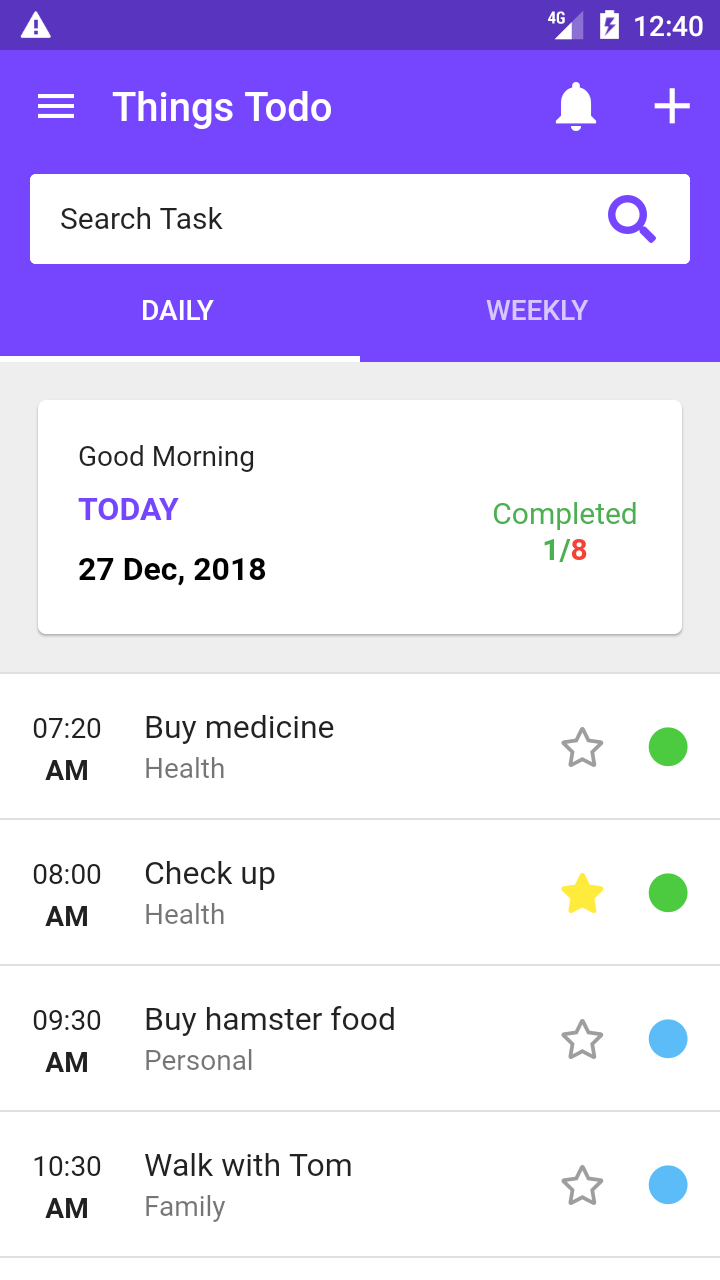 4G 12:40
Things Todo
Search Task
DAILY WEEKLY
Good Morning
TODAY
27 Dec, 2018
Completed
1/8
07:20 AM
Buy medicine
Health
08:00 AM
Check up
Health
09:30 AM
Buy hamster food
Personal
10:30 AM
Walk with Tom
Family